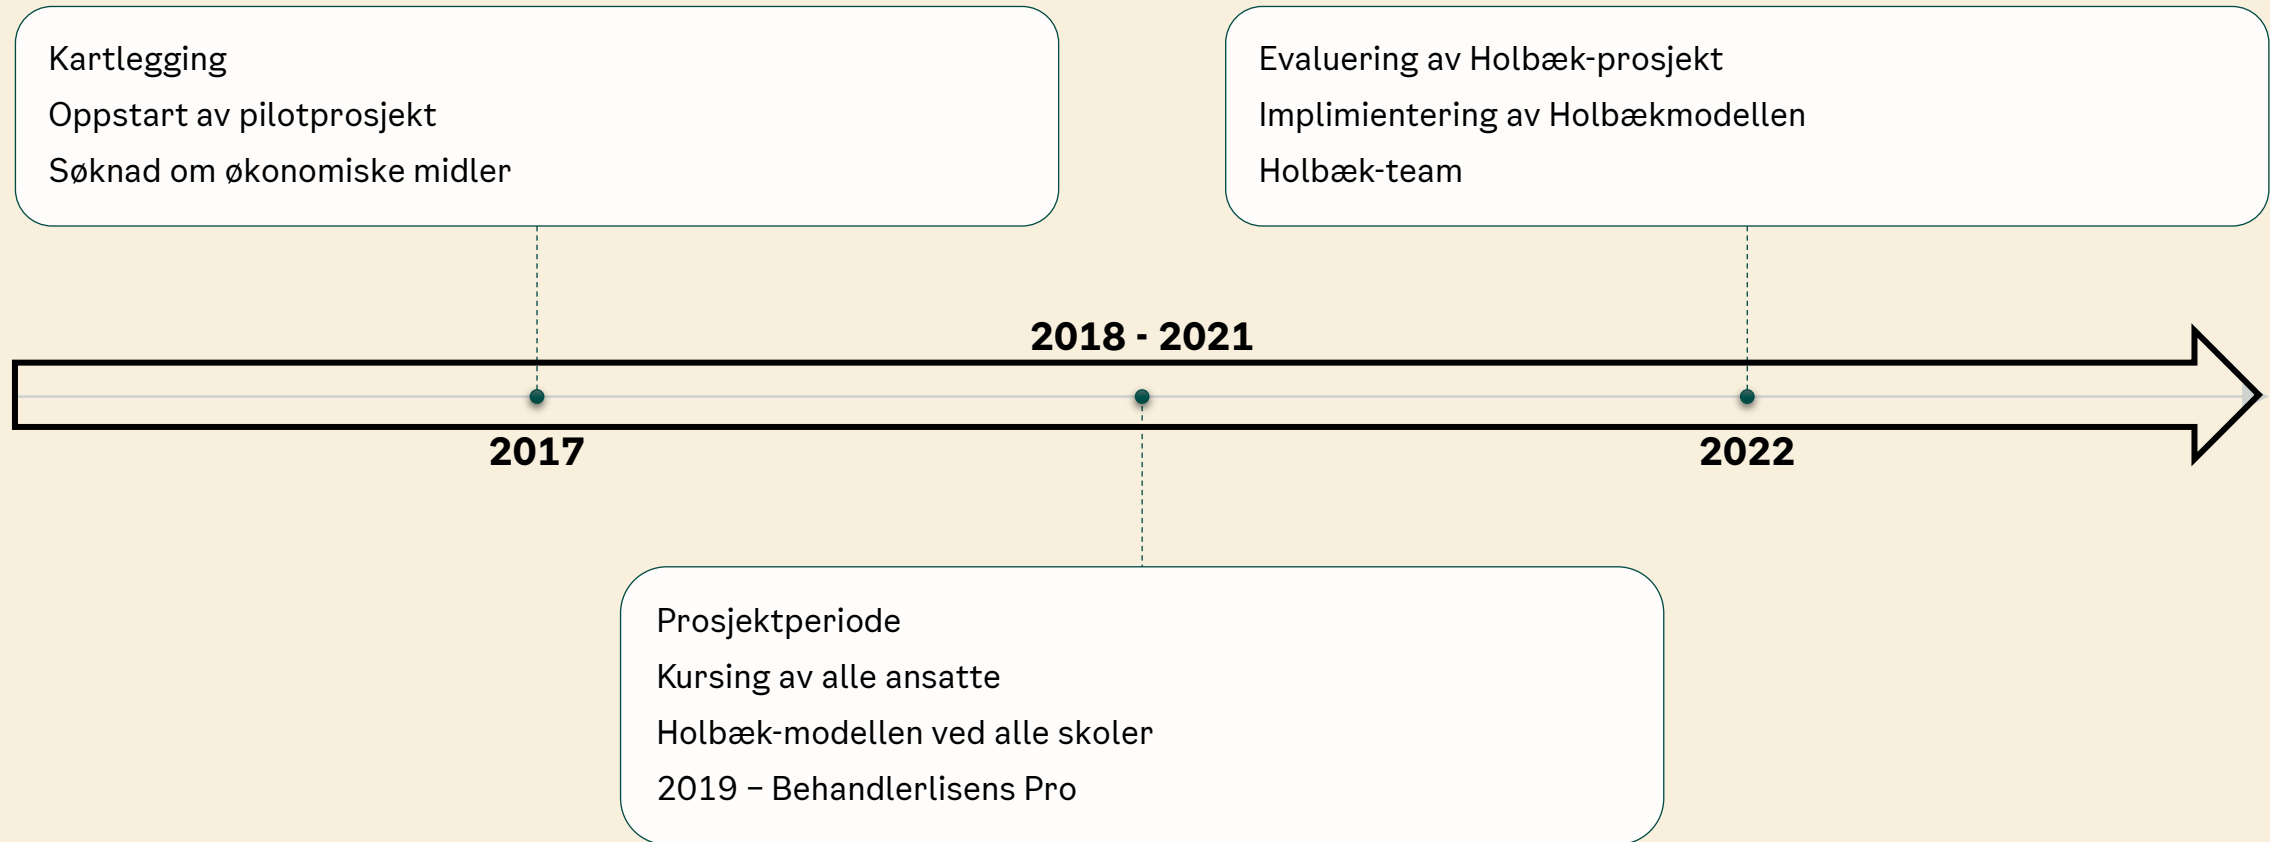 Kartlegging
Oppstart av pilotprosjekt
Søknad om økonomiske midler
Evaluering av Holbæk-prosjekt
Implimientering av Holbækmodellen
Holbæk-team
2018 - 2021
2017
2022
Prosjektperiode
Kursing av alle ansatte
Holbæk-modellen ved alle skoler
2019 – Behandlerlisens Pro